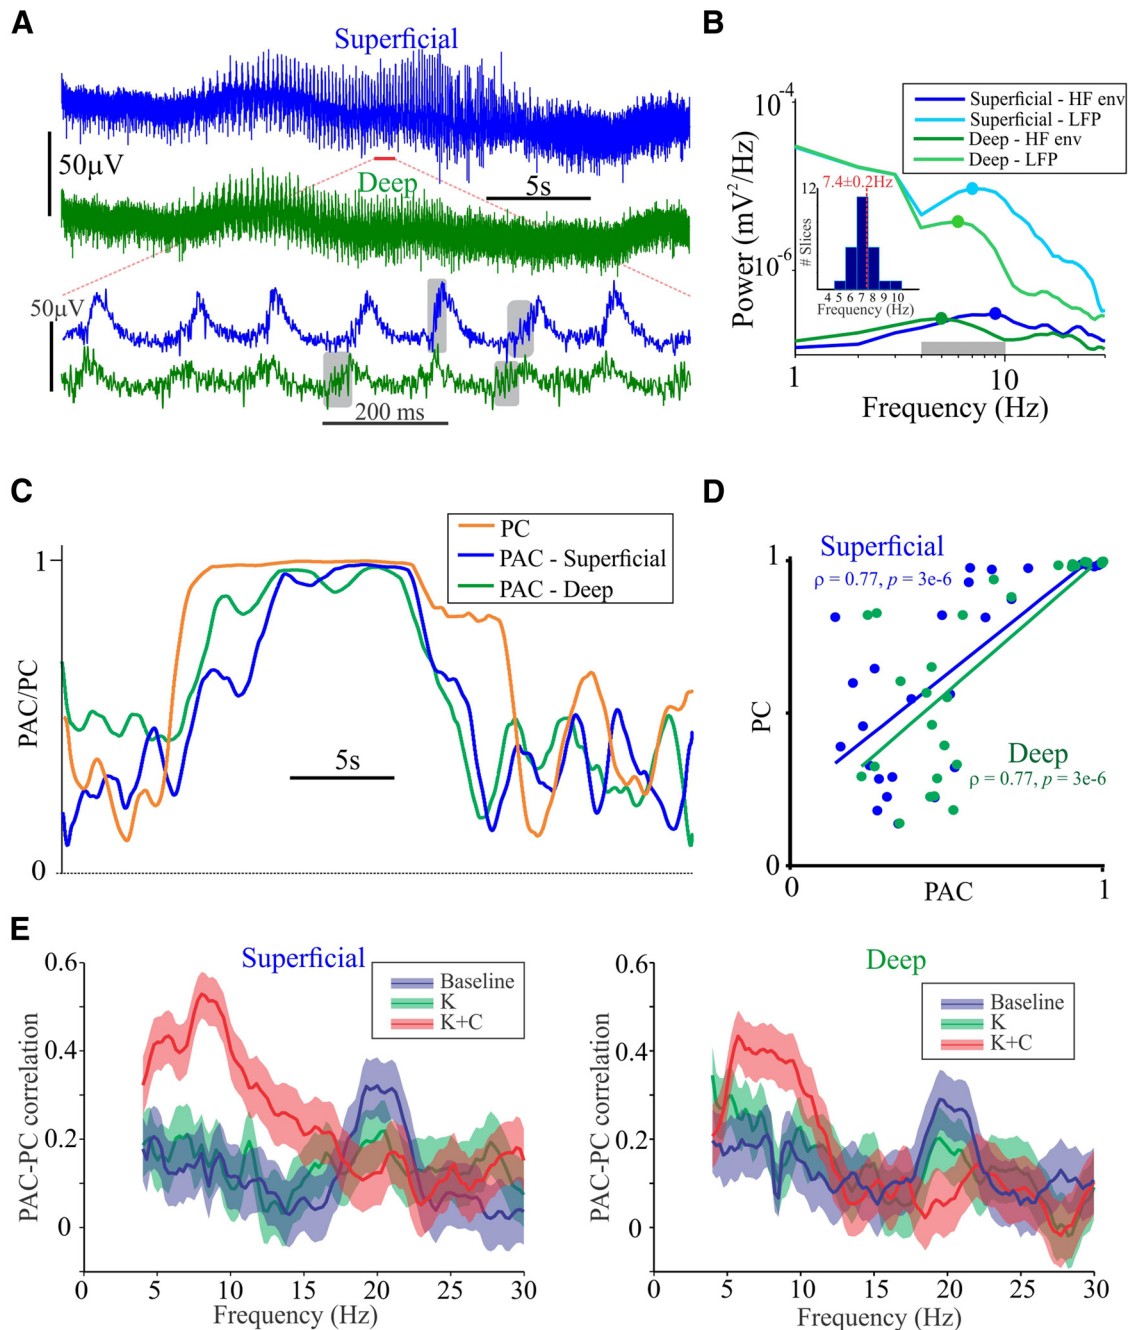 A
Superficial
50μV
Deep
5s
50μV
200 ms
B
10-4
10-6
Power (mV2/Hz)
Superficial - HF env
Superficial - LFP
Deep - HF env
Deep - LFP
7.4±0.2Hz
12
# Slices
4 5 6 7 8 9 10
Frequency (Hz)
1 10
Frequency (Hz)
C
1
PAC/PC
0
PC
PAC - Superficial
PAC - Deep
5s
D
1
Superficial
ρ = 0.77, p = 3e-6
PC
Deep
ρ = 0.77, p = 3e-6
0
0 1
PAC
E
Superficial
0.6
0.4
0.2
0
PAC-PC correlation
Baseline
K
K+C
0 5 10 15 20 25 30
Frequency (Hz)
Deep
0.6
0.4
0.2
0
PAC-PC correlation
Baseline
K
K+C
0 5 10 15 20 25 30
Frequency (Hz)